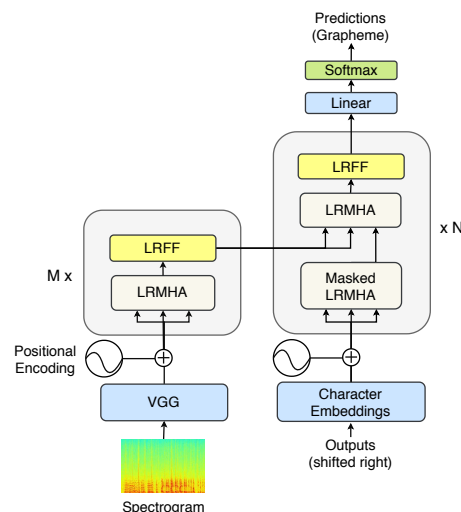 Predictions
(Grapheme)
Softmax
Linear
LRFF
LRMHA
x N
Masked
LRMHA
LRFF
M x
LRMHA
Positional
Encoding
VGG
Character
Embeddings
Outputs
(shifted right)
Spectrogram